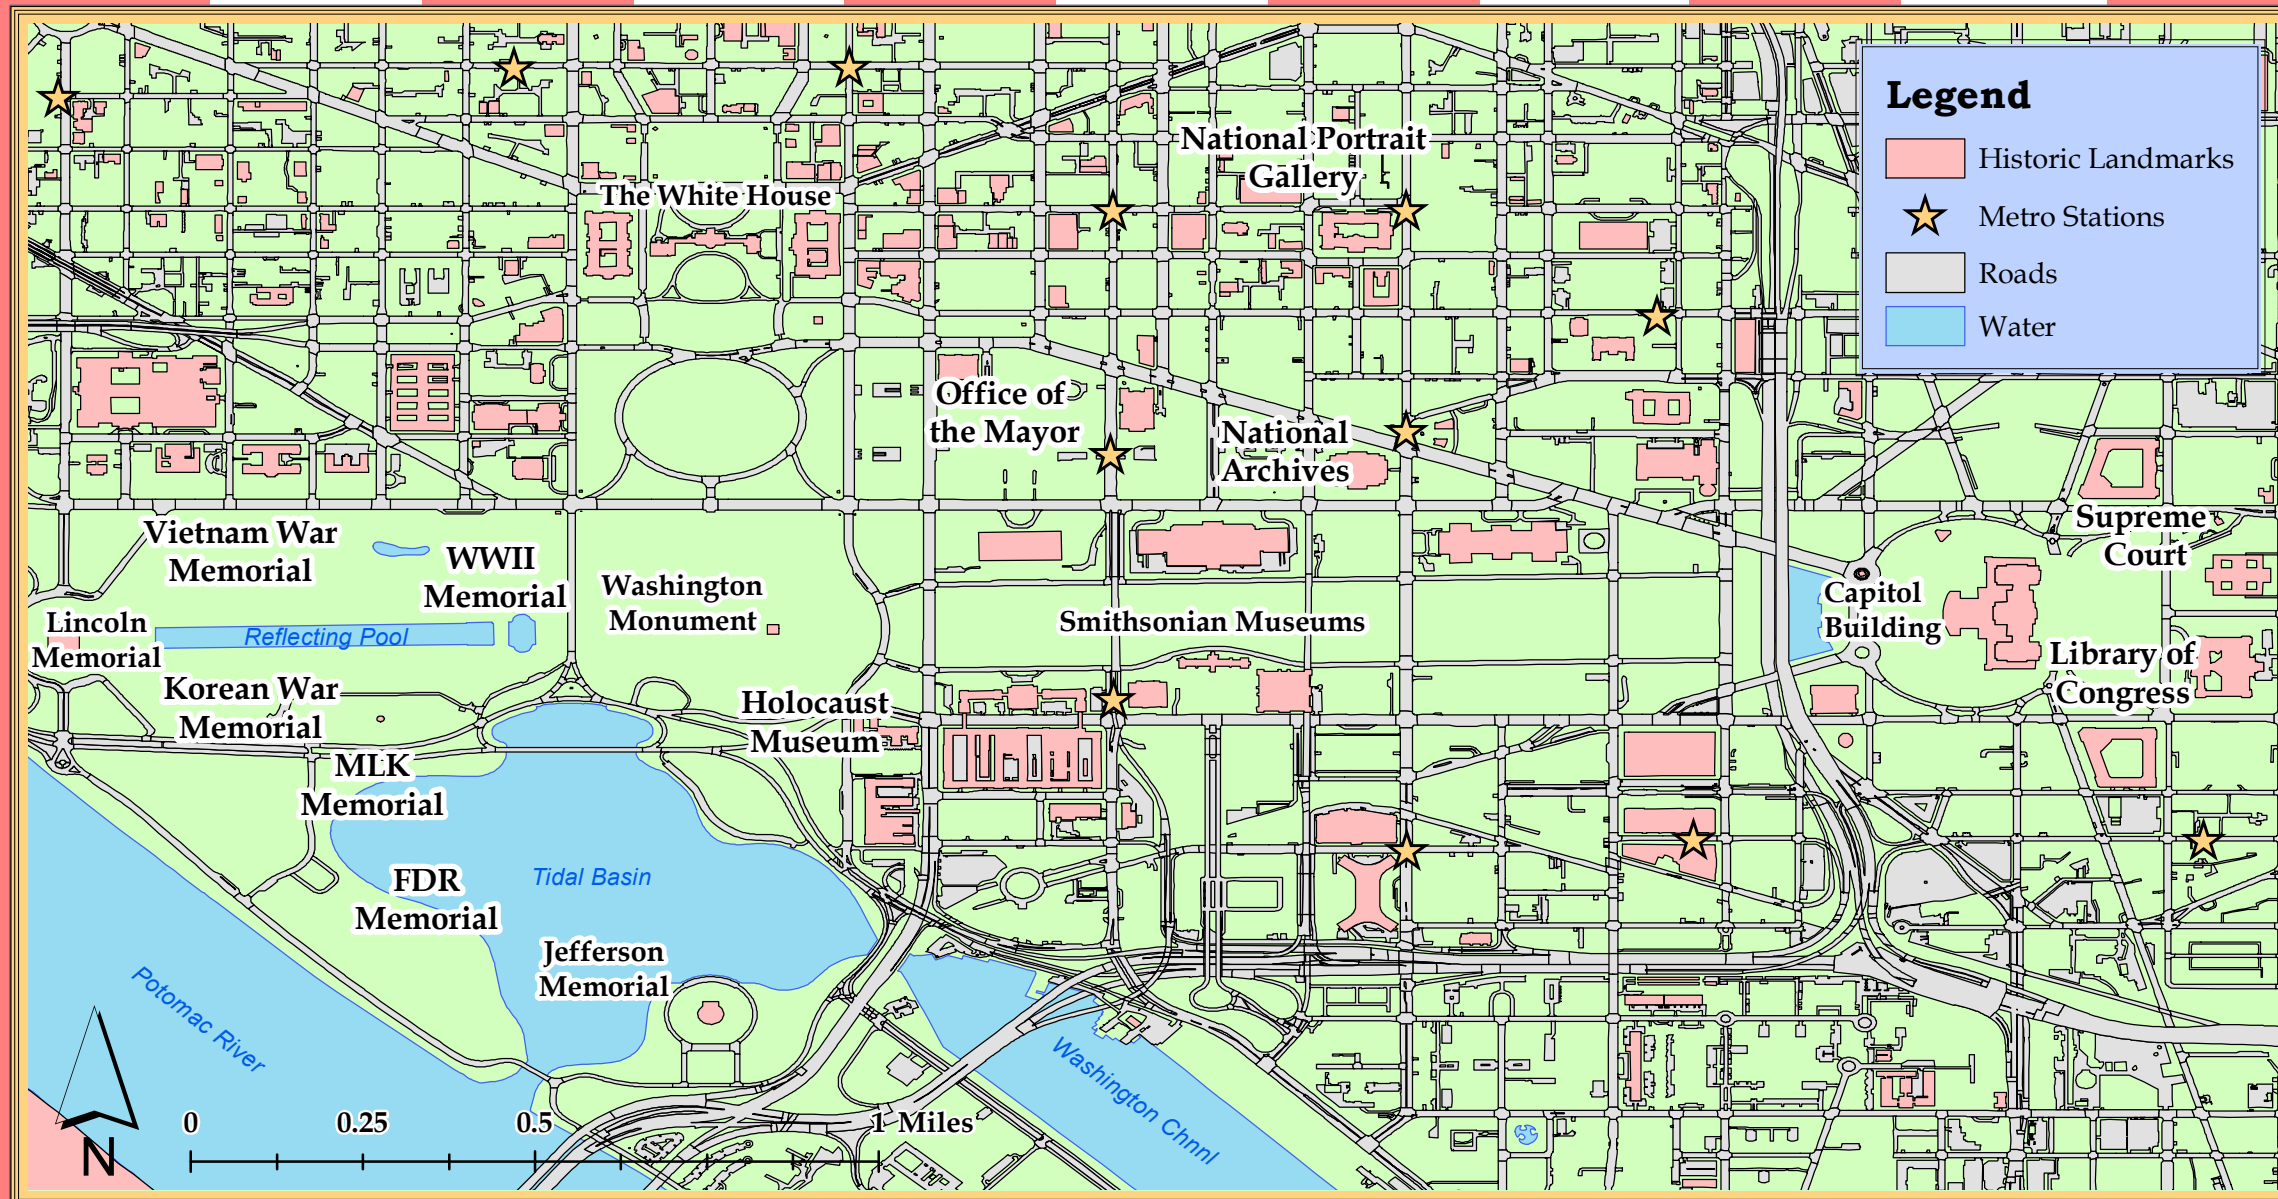 Legend
Historic Landmarks
Metro Stations
Roads
Water
National Portrait
Gallery
The White House
Office of
the Mayor
National
Archives
Vietnam War
Memorial
WWII
Memorial
Washington
Monument
Lincoln
Memorial
Reflecting Pool
Smithsonian Museums
Supreme
Court
Capitol
Building
Library of
Congress
Korean War
Memorial
Holocaust
Museum
MLK
Memorial
FDR
Memorial
Tidal Basin
Jefferson
Memorial
Potomac River
Washington Chnnl
N
0 0.25 0.5 1 Miles